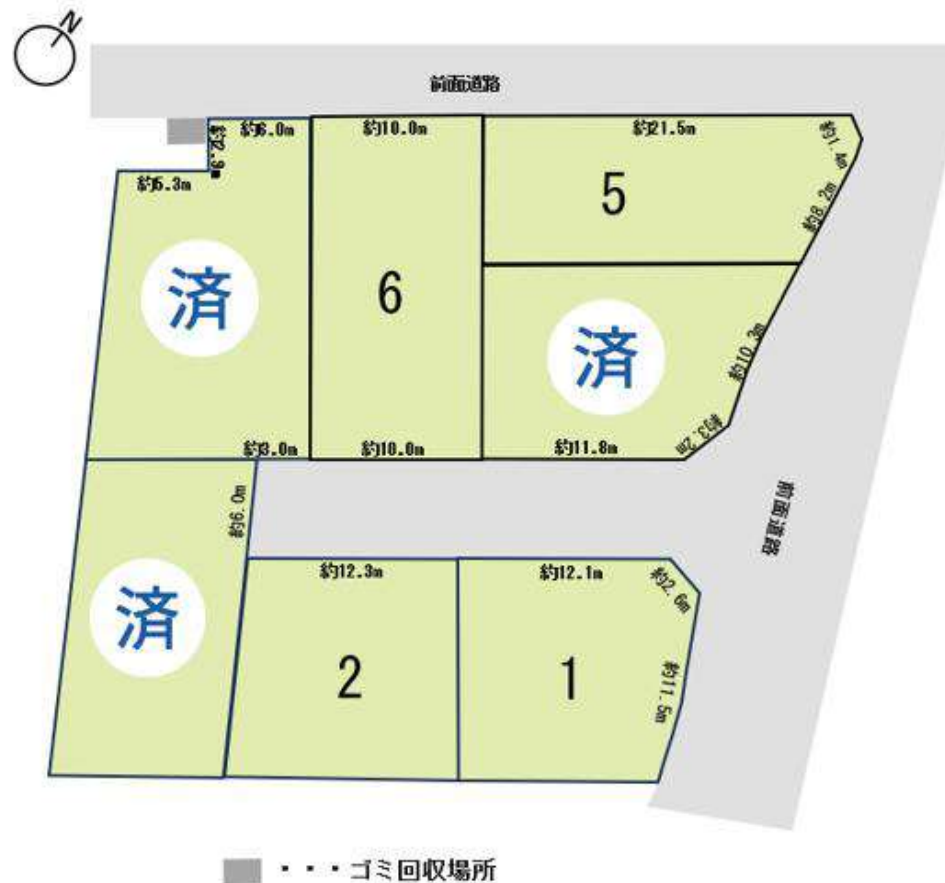 N
前面道路
約6.0m
約10.0m
約21.5m
約1.4m
約2.9m
約5.3m
5
約8.2m
済
6
済
約10.3m
約3.2m
約3.0m
約10.0m
約11.8m
約6.0m
前面道路
約12.3m
約12.1m
約2.6m
済
2
1
約11.5m
・・・ゴミ回収場所